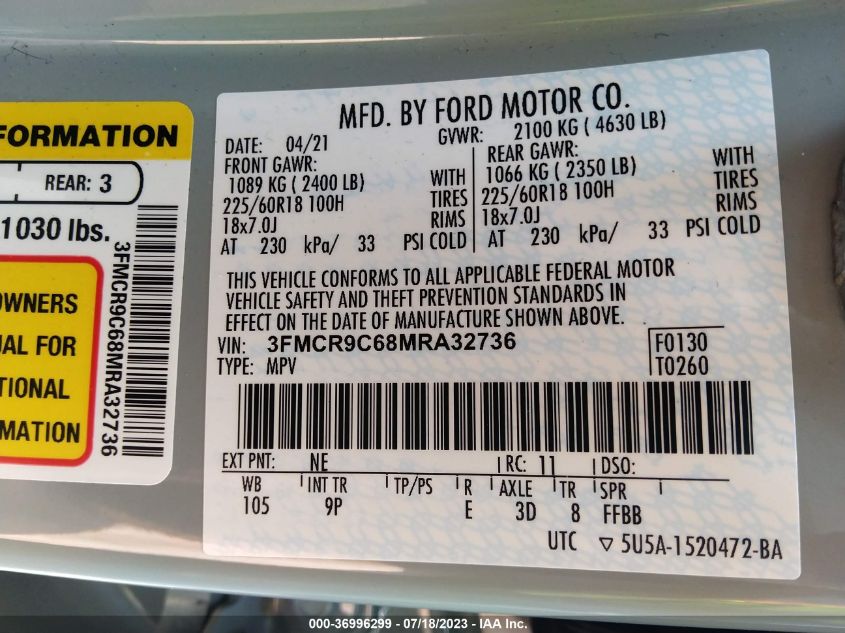 FORMATION
REAR: 3
1030 lbs.
3FMCR9C68MRA32736
OWNERS
FOR
MFD. BY FORD MOTOR CO.
DATE: 04/21
GVWR: 2100 KG ( 4630 LB)
FRONT GAWR:
1089 KG ( 2400 LB) WITH
225/60R18 100H TIRES
18x7.0J RIMS
AT 230 kPa/ 33 PSI COLD
REAR GAWR:
1066 KG ( 2350 LB) WITH
225/60R18 100H TIRES
18x7.0J RIMS
AT 230 kPa/ 33 PSI COLD
THIS VEHICLE CONFORMS TO ALL APPLICABLE FEDERAL MOTOR
VEHICLE SAFETY AND THEFT PREVENTION STANDARDS IN
EFFECT ON THE DATE OF MANUFACTURE SHOWN ABOVE.
VIN: 3FMCR9C68MRA32736
TYPE: MPV
F0130
T0260
EXT PNT: NE RC: 11 DSO:
WB INT TR TP/PS R AXLE TR SPR
105 9P E 3D 8 FFBB
UTC ▽ 5U5A-1520472-BA
000-36996299 - 07/18/2023 - IAA Inc.